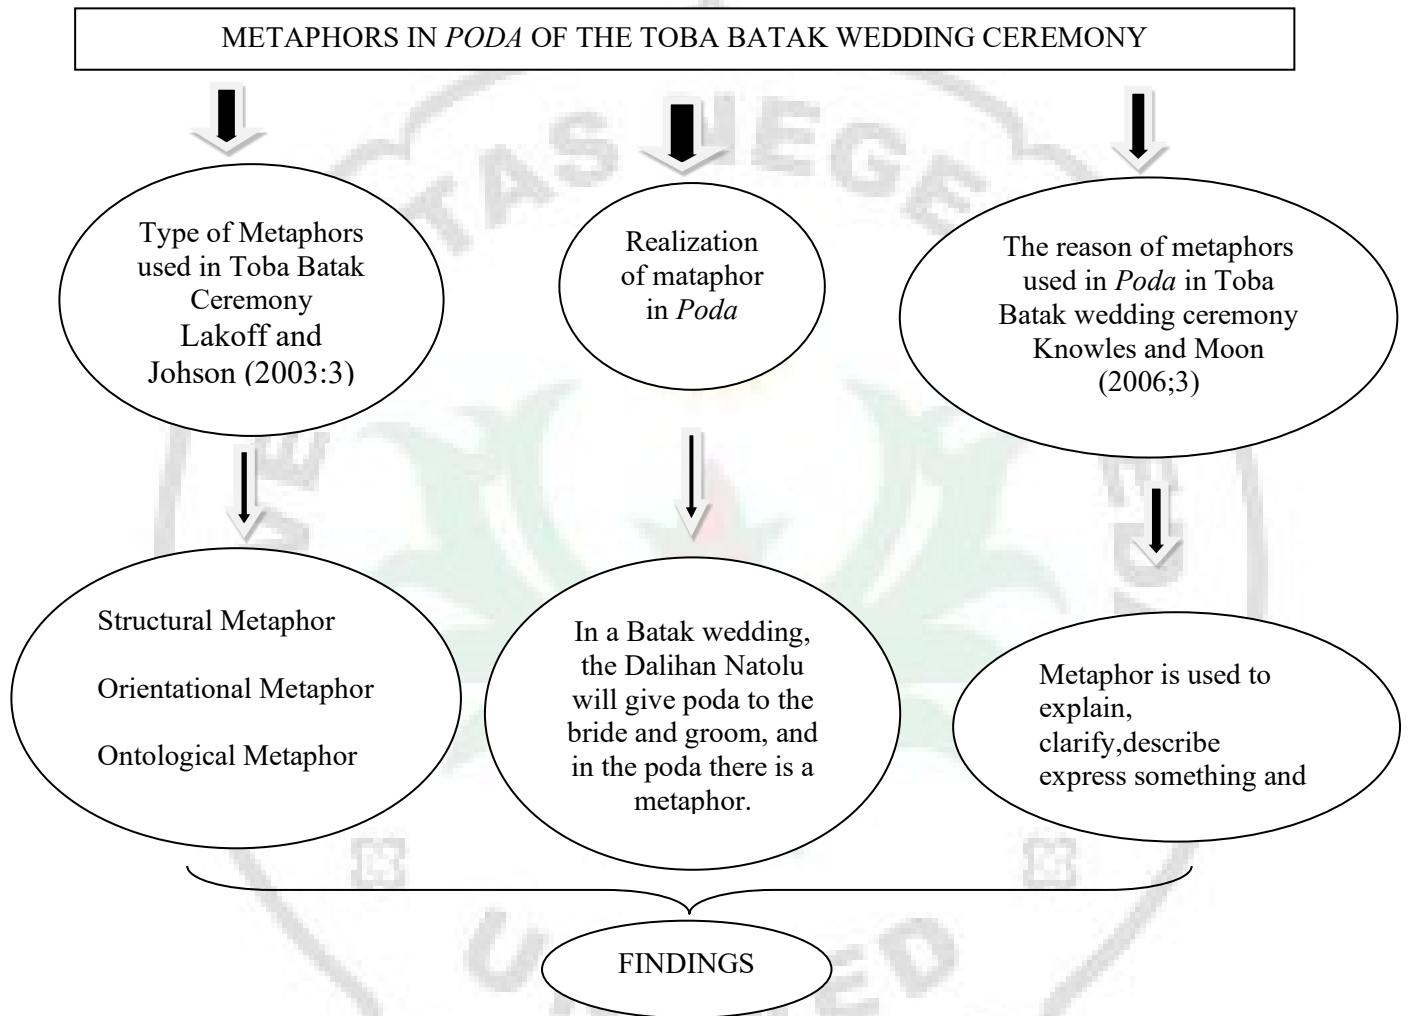 METAPHORS IN PODA OF THE TOBA BATAK WEDDING CEREMONY
Type of Metaphors
used in Toba Batak
Ceremony
Lakoff and
Johson (2003:3)
Realization
of mataphor
in Poda
The reason of metaphors
used in Poda in Toba
Batak wedding ceremony
Knowles and Moon
(2006;3)
Structural Metaphor
Orientational Metaphor
Ontological Metaphor
In a Batak wedding,
the Dalihan Natolu
will give poda to the
bride and groom, and
in the poda there is a
metaphor.
Metaphor is used to
explain,
clarify,describe
express something and
FINDINGS